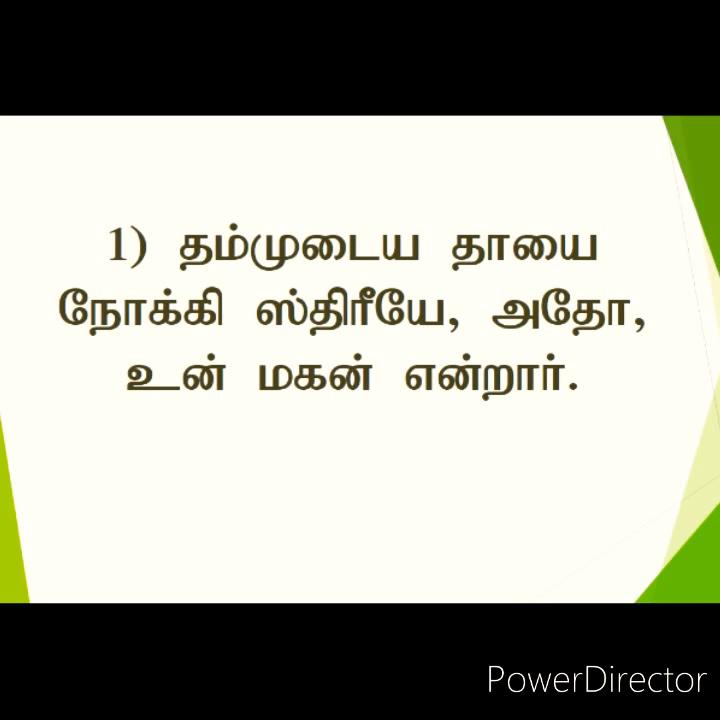 1) தம்முடைய தாயை
நோக்கி ஸ்திரீயே, அதோ,
உன் மகன் என்றார்.
PowerDirector